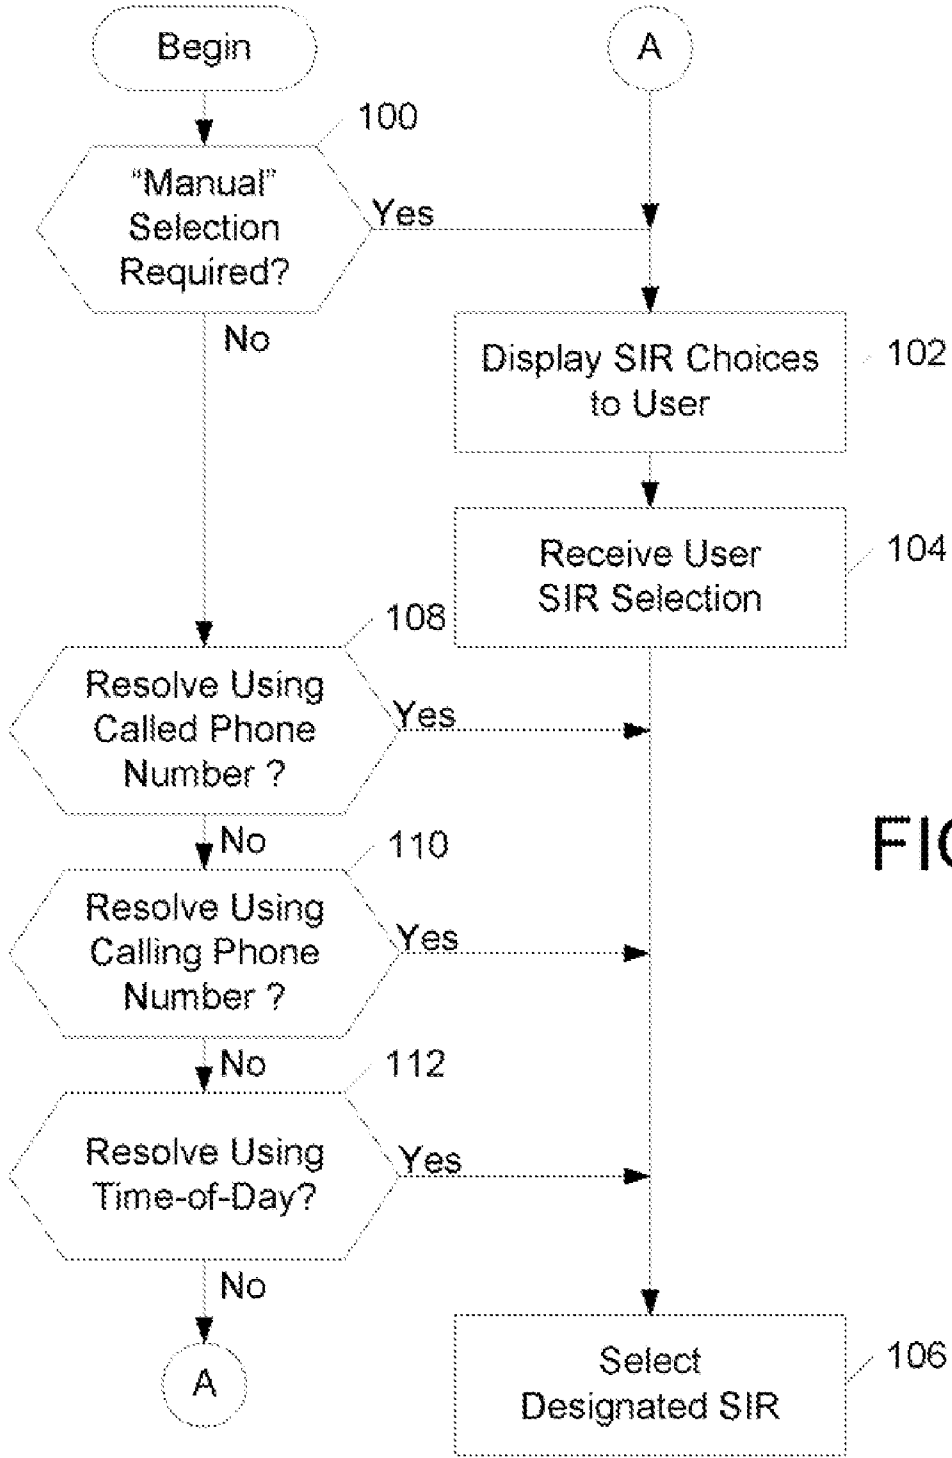 Begin
A
100
"Manual"
Selection
Required?
Yes
No
Display SIR Choices
to User
102
Receive User
SIR Selection
104
108
Resolve Using
Called Phone
Number ?
Yes
No
110
Resolve Using
Calling Phone
Number ?
Yes
No
112
Resolve Using
Time-of-Day?
Yes
No
A
Select
Designated SIR
106